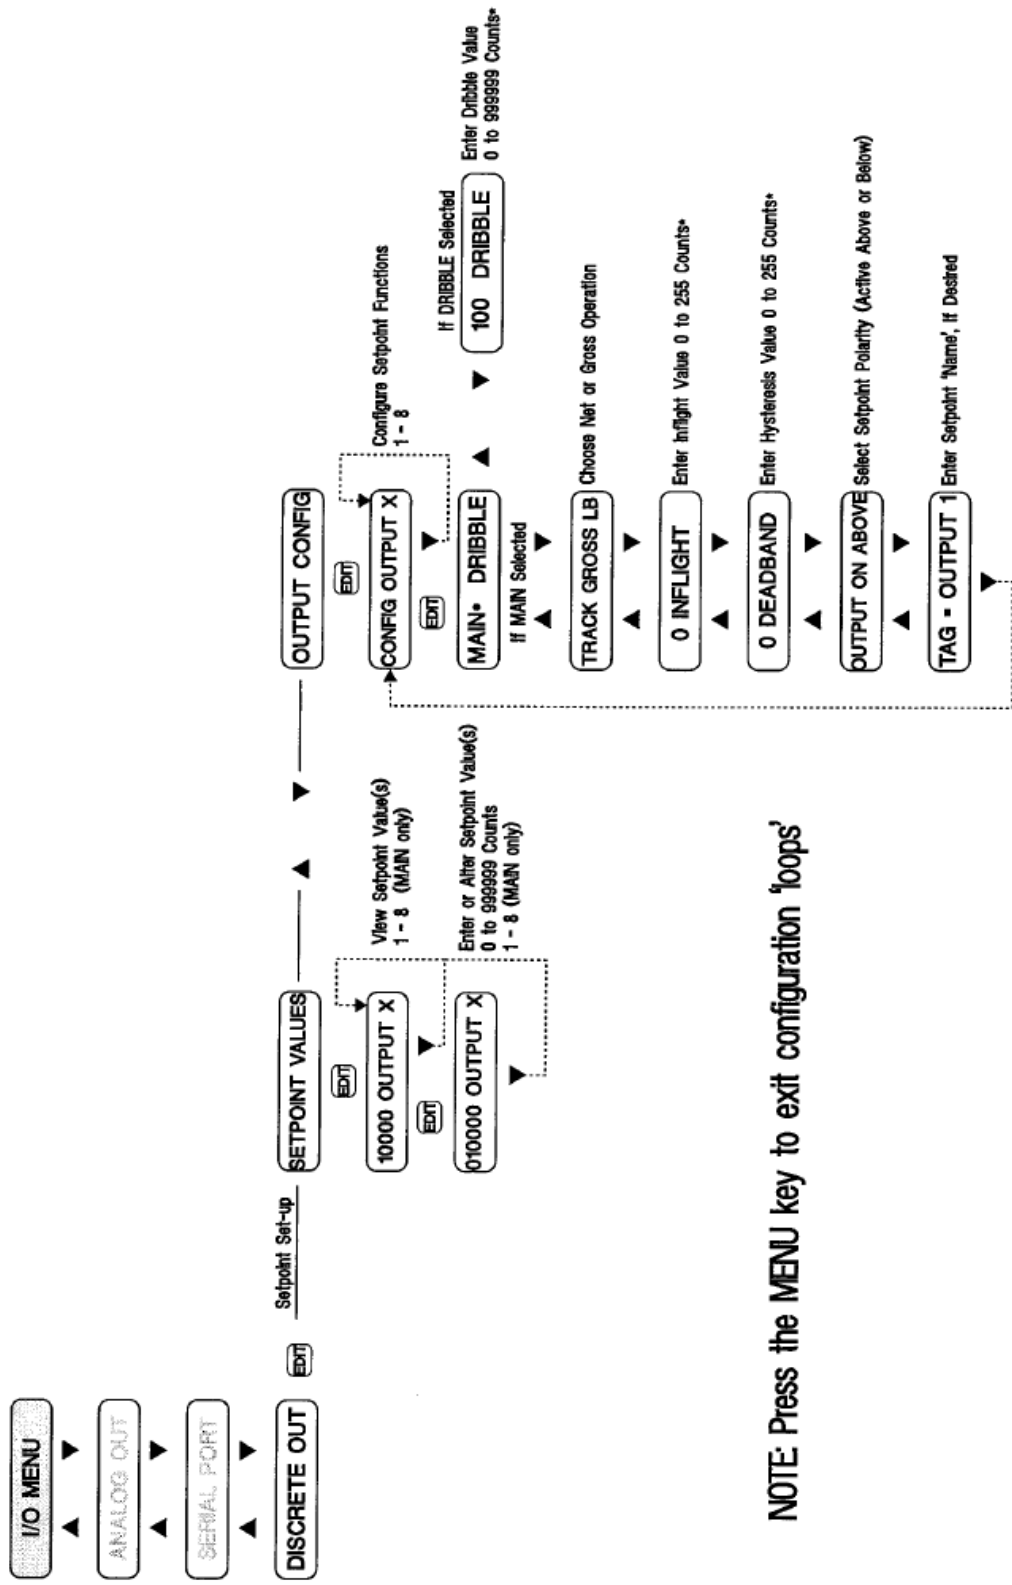 I/O MENU
ANALOG OUT
SERIAL PORT
DISCRETE OUT
EDIT
Setpoint Set-up
SETPOINT VALUES
EDIT
10000 OUTPUT X
View Setpoint Value(s)
1 - 8 (MAIN only)
EDIT
010000 OUTPUT X
Enter or Alter Setpoint Value(s)
0 to 999999 Counts
1 - 8 (MAIN only)
OUTPUT CONFIG
EDIT
CONFIG OUTPUT X
Configure Setpoint Functions
1 - 8
EDIT
MAIN• DRIBBLE
If DRIBBLE Selected
100 DRIBBLE
Enter Dribble Value
0 to 999999 Counts*
If MAIN Selected
TRACK GROSS LB
Choose Net or Gross Operation
0 INFLIGHT
Enter Inflight Value 0 to 255 Counts*
0 DEADBAND
Enter Hysteresis Value 0 to 255 Counts*
OUTPUT ON ABOVE
Select Setpoint Polarity (Active Above or Below)
TAG = OUTPUT 1
Enter Setpoint 'Name', If Desired
NOTE: Press the MENU key to exit configuration 'loops'